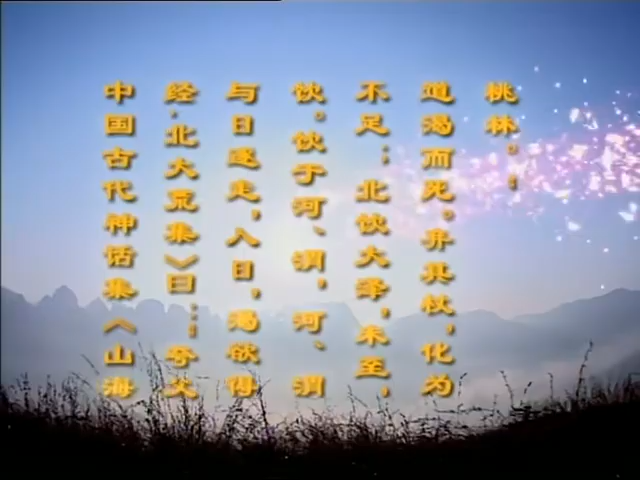 中国古代神话集《山海
经·北大荒集》曰：“夸父
与日逐走，入日，渴欲得
饮。饮于河、渭，河、渭
不足；北饮大泽，未至，
道渴而死。弃其杖，化为
桃林。”